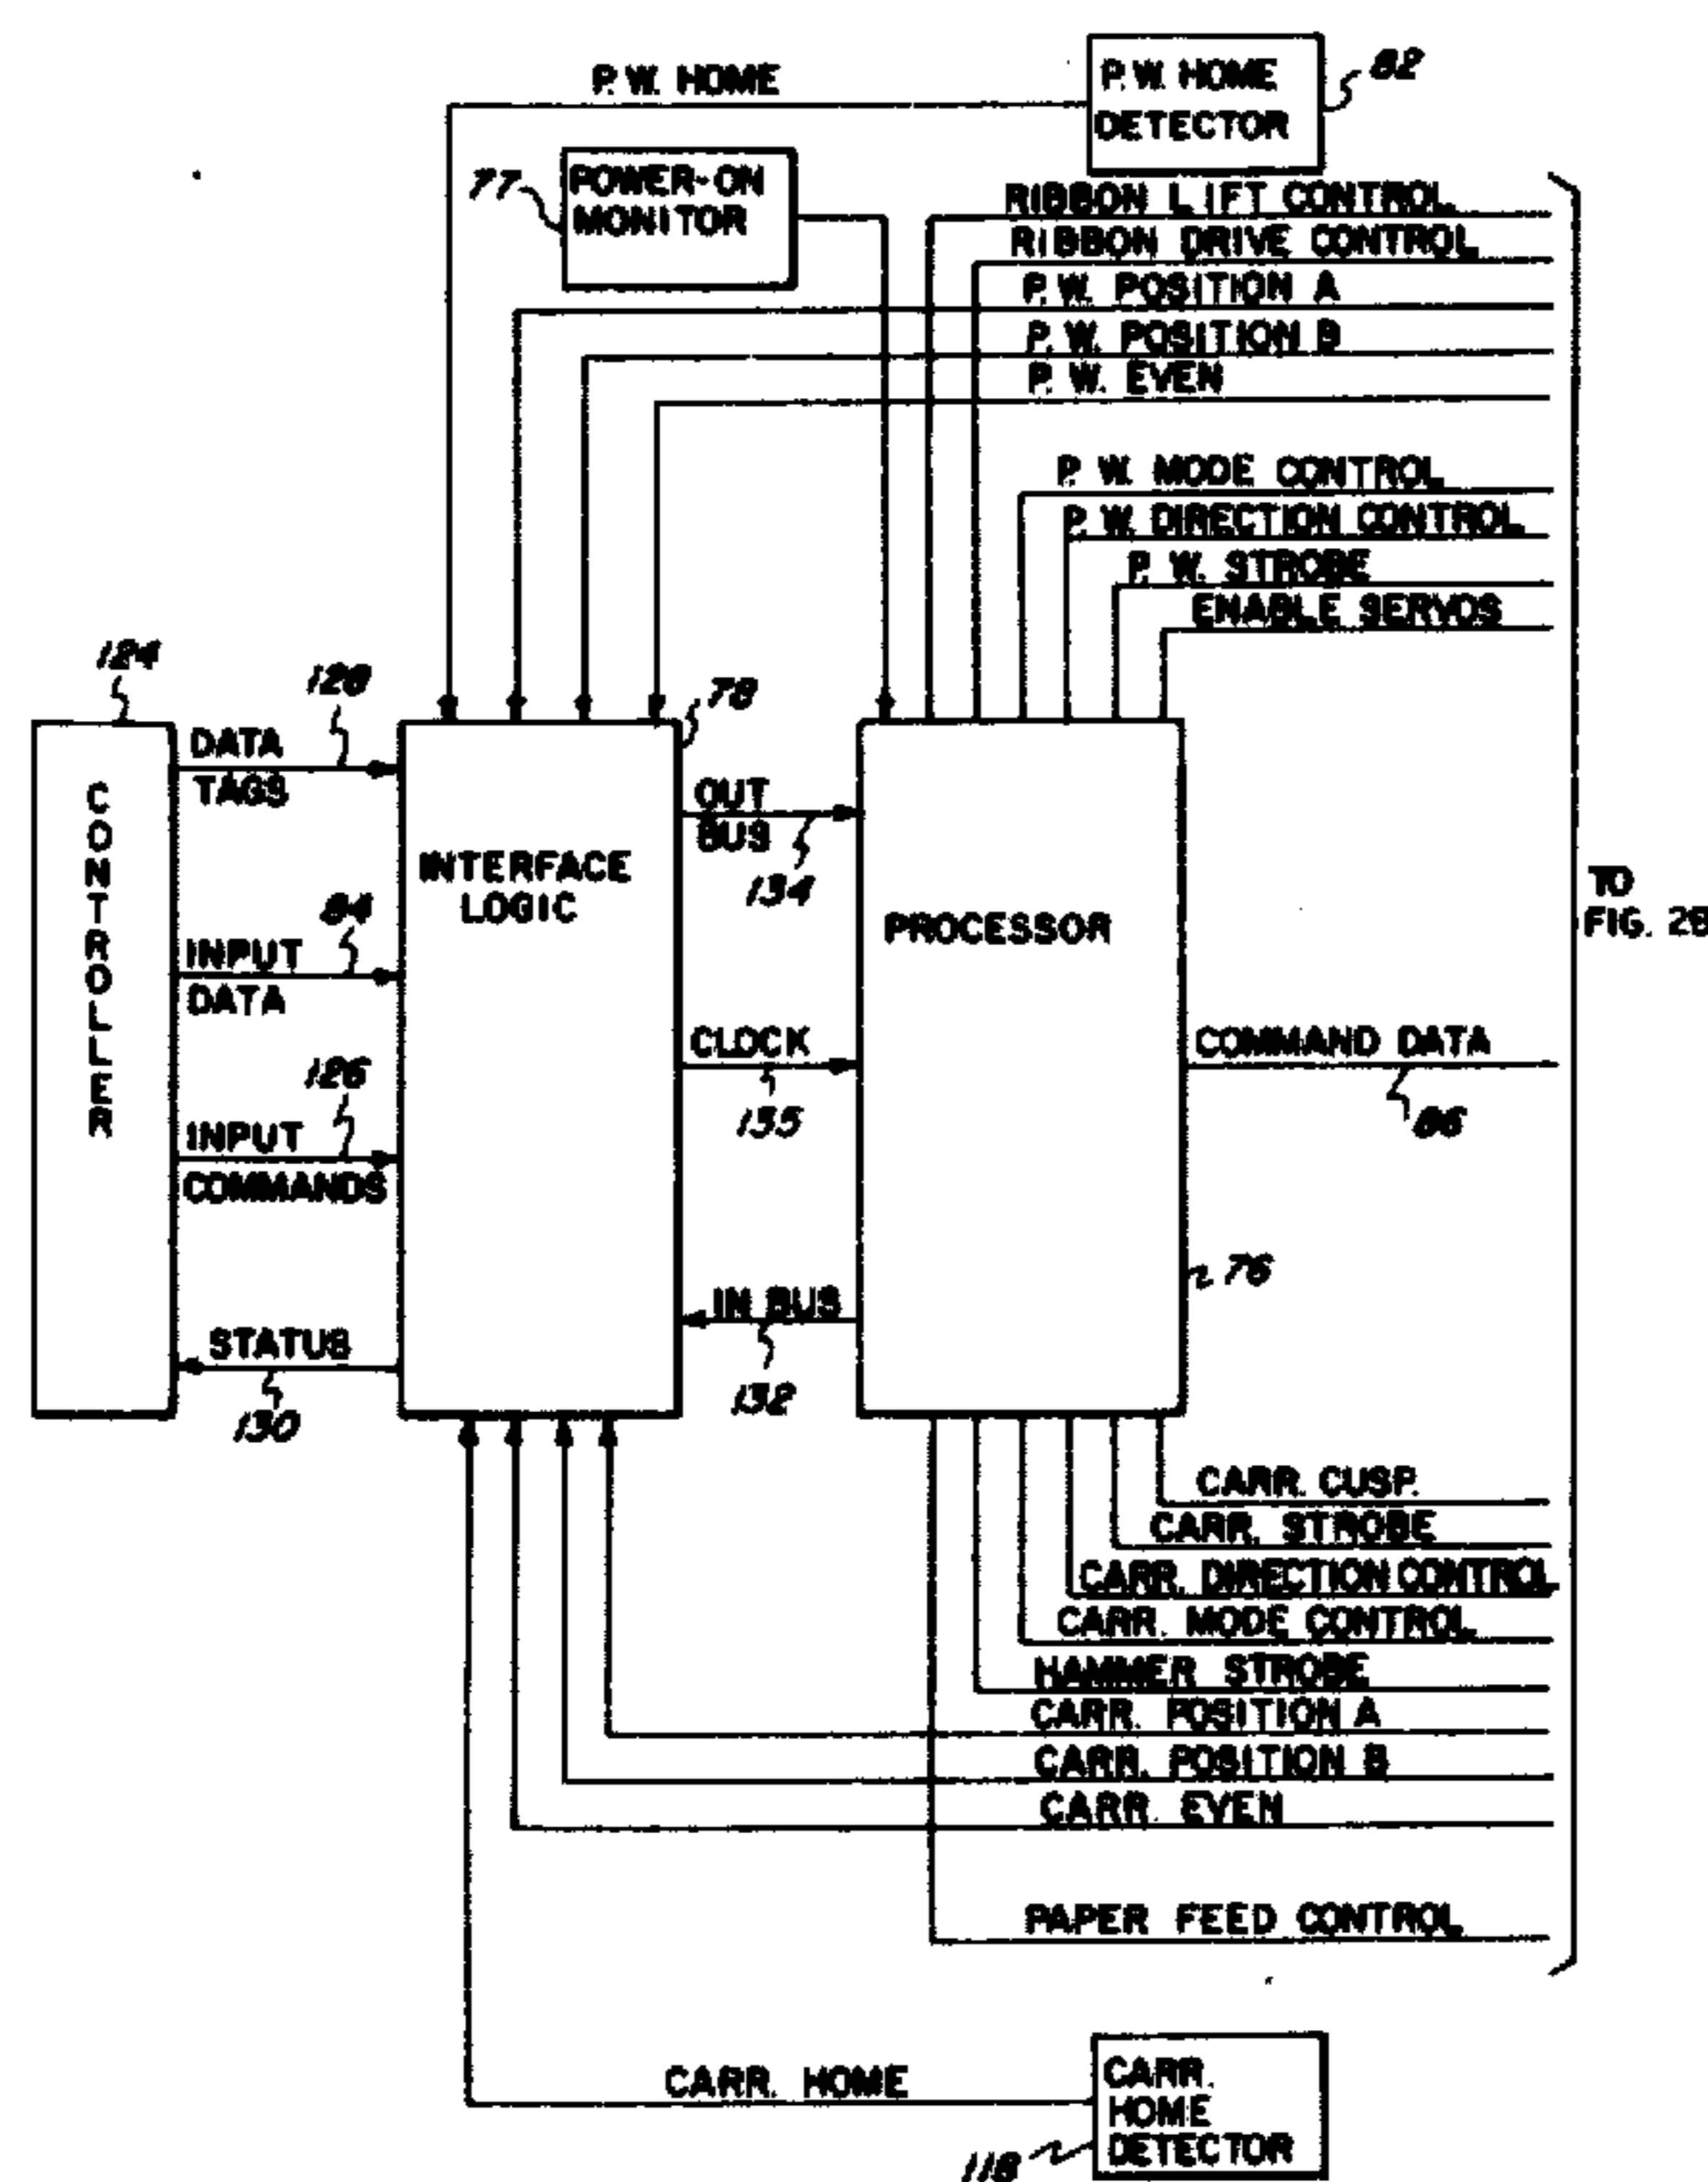 P.W. HOME
P.W. HOME
DETECTOR
82
77
POWER-ON
MONITOR
RIBBON LIFT CONTROL
RIBBON DRIVE CONTROL
P.W. POSITION A
P.W. POSITION B
P.W. EVEN
P.W. MODE CONTROL
P.W. DIRECTION CONTROL
P.W. STROBE
ENABLE SERVOS
124
128
78
CONTROLLER
DATA
TAGS
INTERFACE
LOGIC
OUT
BUS
134
PROCESSOR
TO
FIG. 2B
84
INPUT
DATA
CLOCK
135
COMMAND DATA
86
126
INPUT
COMMANDS
76
IN BUS
132
STATUS
130
CARR. CUSP.
CARR. STROBE
CARR. DIRECTION CONTROL
CARR. MODE CONTROL
HAMMER STROBE
CARR. POSITION A
CARR. POSITION B
CARR. EVEN
PAPER FEED CONTROL
CARR. HOME
CARR.
HOME
DETECTOR
118